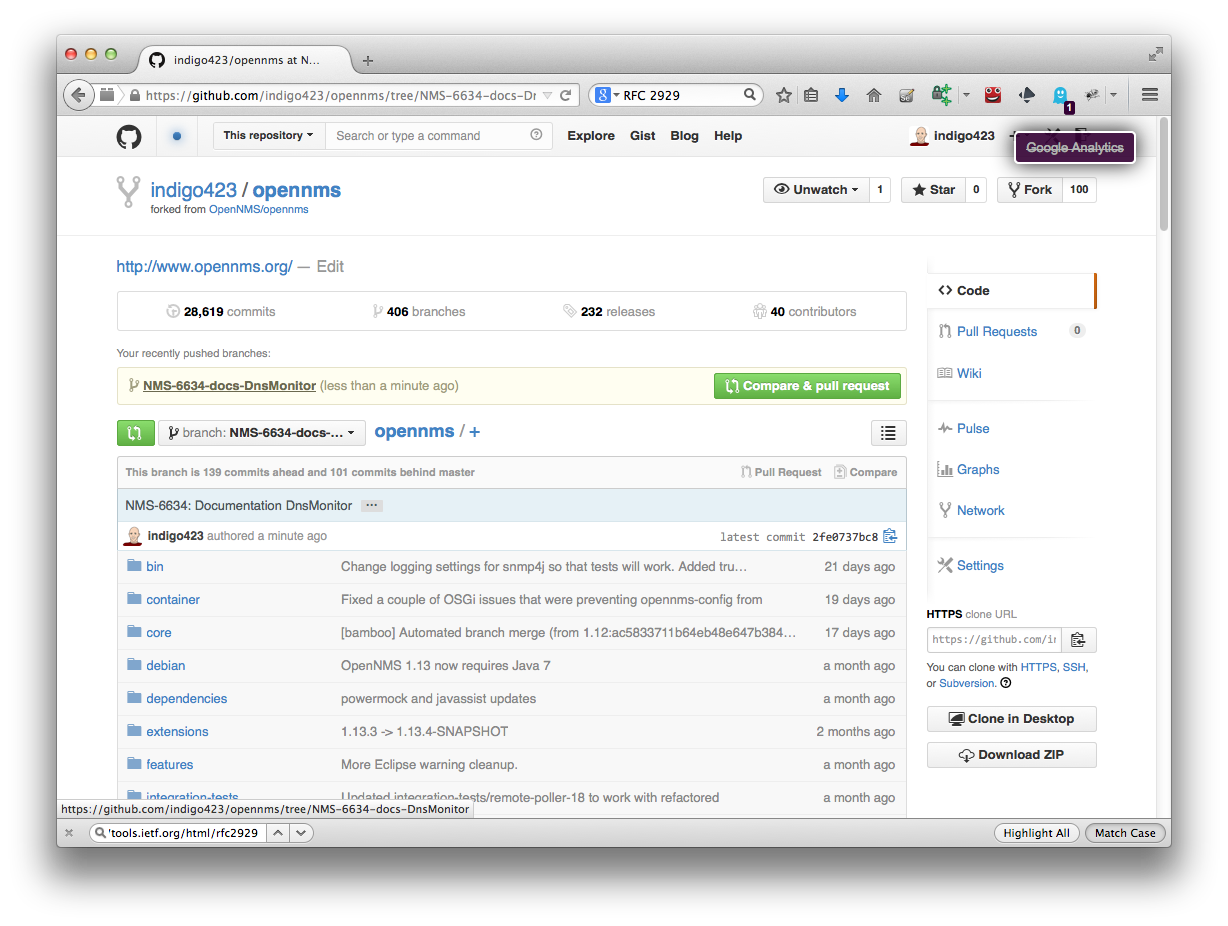 indigo423/opennms at N...
https://github.com/indigo423/opennms/tree/NMS-6634-docs-Dn
RFC 2929
1
This repository
Search or type a command
Explore Gist Blog Help
indigo423
Google Analytics
indigo423 / opennms
forked from OpenNMS/opennms
Unwatch 1 Star 0 Fork 100
http://www.opennms.org/ — Edit
28,619 commits 406 branches 232 releases 40 contributors
Your recently pushed branches:
NMS-6634-docs-DnsMonitor (less than a minute ago) Compare & pull request
branch: NMS-6634-docs-... opennms / +
This branch is 139 commits ahead and 101 commits behind master Pull Request Compare
NMS-6634: Documentation DnsMonitor ...
indigo423 authored a minute ago latest commit 2fe0737bc8
bin Change logging settings for snmp4j so that tests will work. Added tru… 21 days ago
container Fixed a couple of OSGi issues that were preventing opennms-config from 19 days ago
core [bamboo] Automated branch merge (from 1.12:ac5833711b64eb48e647b384… 17 days ago
debian OpenNMS 1.13 now requires Java 7 a month ago
dependencies powermock and javassist updates a month ago
extensions 1.13.3 -> 1.13.4-SNAPSHOT 2 months ago
features More Eclipse warning cleanup. a month ago
integration-tests Updated integration-tests/remote-poller-18 to work with refactored a month ago
Code
Pull Requests 0
Wiki
Pulse
Graphs
Network
Settings
HTTPS clone URL
https://github.com/in
You can clone with HTTPS, SSH,
or Subversion.
Clone in Desktop
Download ZIP
https://github.com/indigo423/opennms/tree/NMS-6634-docs-DnsMonitor
'tools.ietf.org/html/rfc2929 Highlight All Match Case